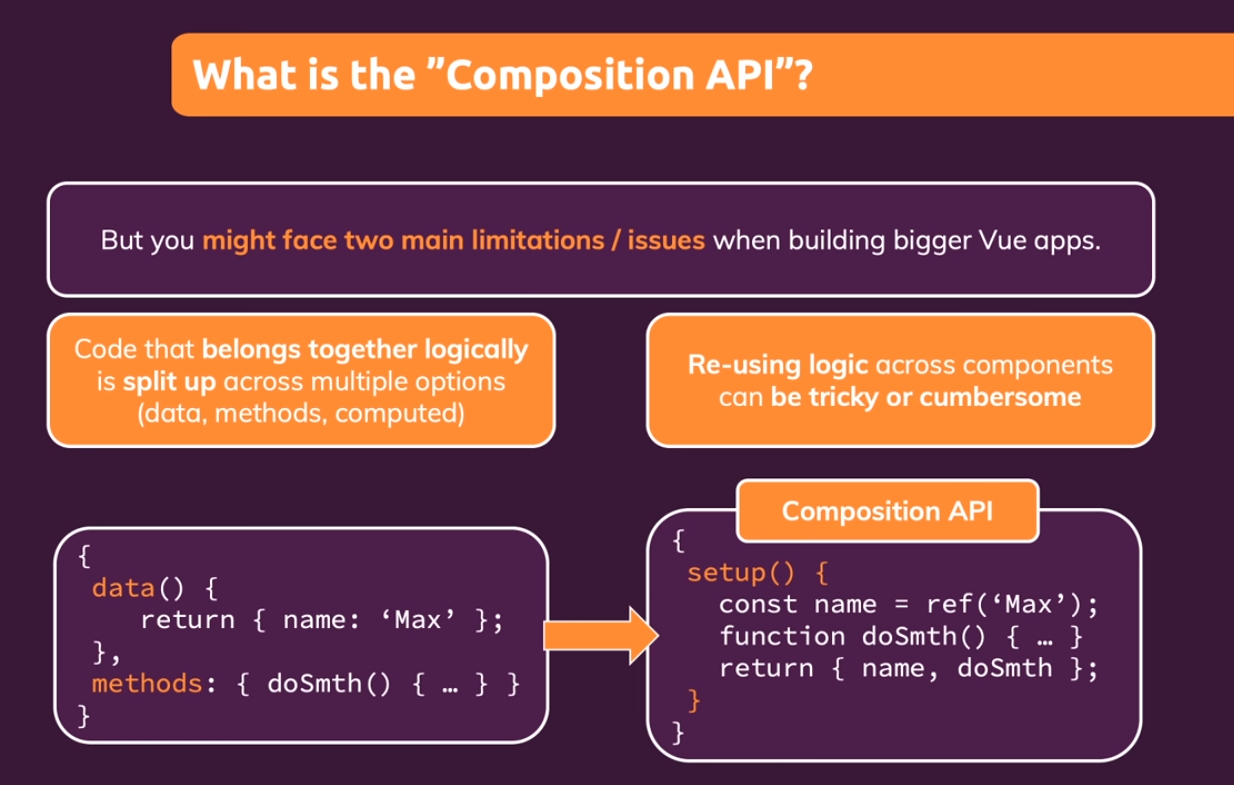 What is the ”Composition API”?
But you might face two main limitations / issues when building bigger Vue apps.
Code that belongs together logically
is split up across multiple options
(data, methods, computed)
Re-using logic across components
can be tricky or cumbersome
{
data() {
return { name: ‘Max’ };
},
methods: { doSmth() { … } }
}
Composition API
{
setup() {
const name = ref(‘Max’);
function doSmth() { … }
return { name, doSmth };
}
}